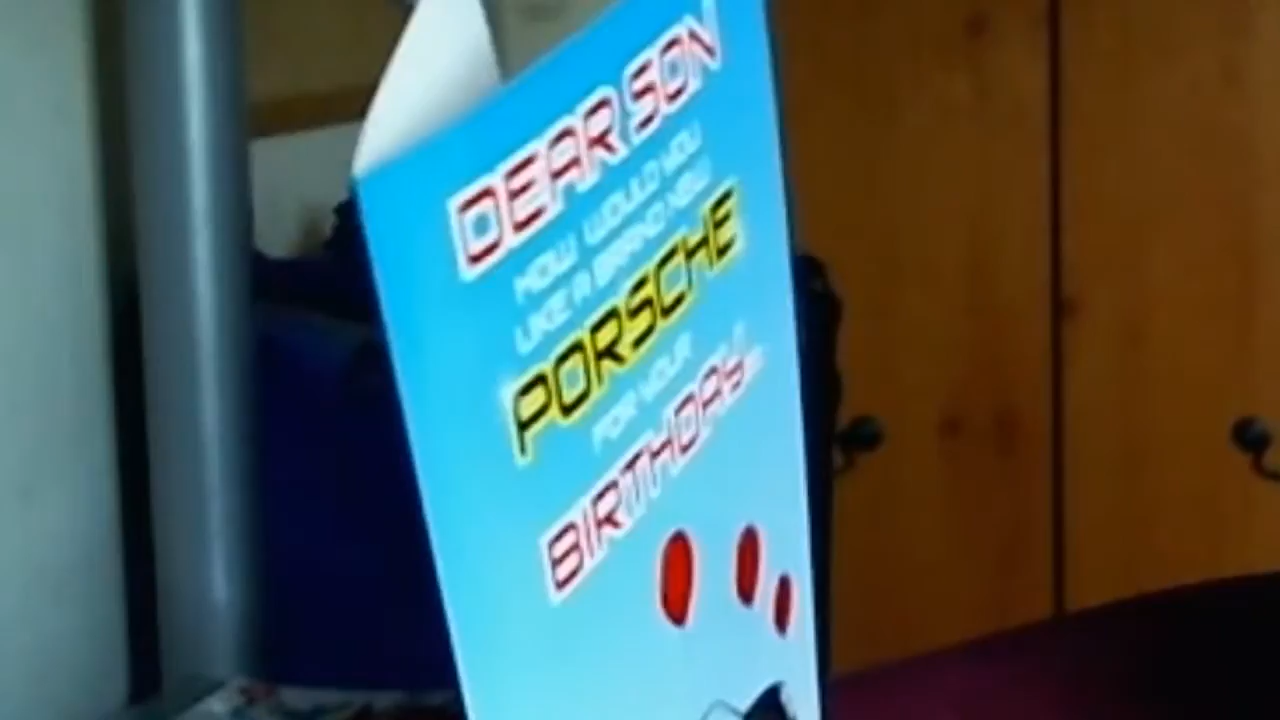 DEAR SON
HOW WOULD YOU
LIKE A BRAND NEW
PORSCHE
FOR YOUR
BIRTHDAY...